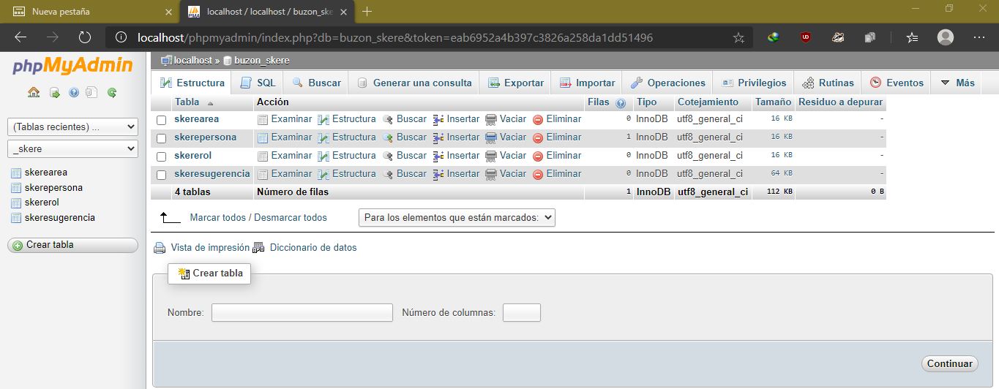 Nueva pestaña
localhost / localhost / buzon_ske
localhost/phpmyadmin/index.php?db=buzon_skere&token=eab6952a4b397c3826a258da1dd51496
phpMyAdmin
(Tablas recientes) ...
_skere
skerearea
skerepersona
skererol
skeresugerencia
Crear tabla
localhost » buzon_skere
Estructura SQL Buscar Generar una consulta Exportar Importar Operaciones Privilegios Rutinas Eventos Más
Tabla Acción Filas Tipo Cotejamiento Tamaño Residuo a depurar
skerearea Examinar Estructura Buscar Insertar Vaciar Eliminar 0 InnoDB utf8_general_ci 16 KB -
skerepersona Examinar Estructura Buscar Insertar Vaciar Eliminar 1 InnoDB utf8_general_ci 16 KB -
skererol Examinar Estructura Buscar Insertar Vaciar Eliminar 0 InnoDB utf8_general_ci 16 KB -
skeresugerencia Examinar Estructura Buscar Insertar Vaciar Eliminar 0 InnoDB utf8_general_ci 64 KB -
4 tablas Número de filas 1 InnoDB utf8_general_ci 112 KB 0 B
Marcar todos / Desmarcar todos Para los elementos que están marcados:
Vista de impresión Diccionario de datos
Crear tabla
Nombre: Número de columnas:
Continuar